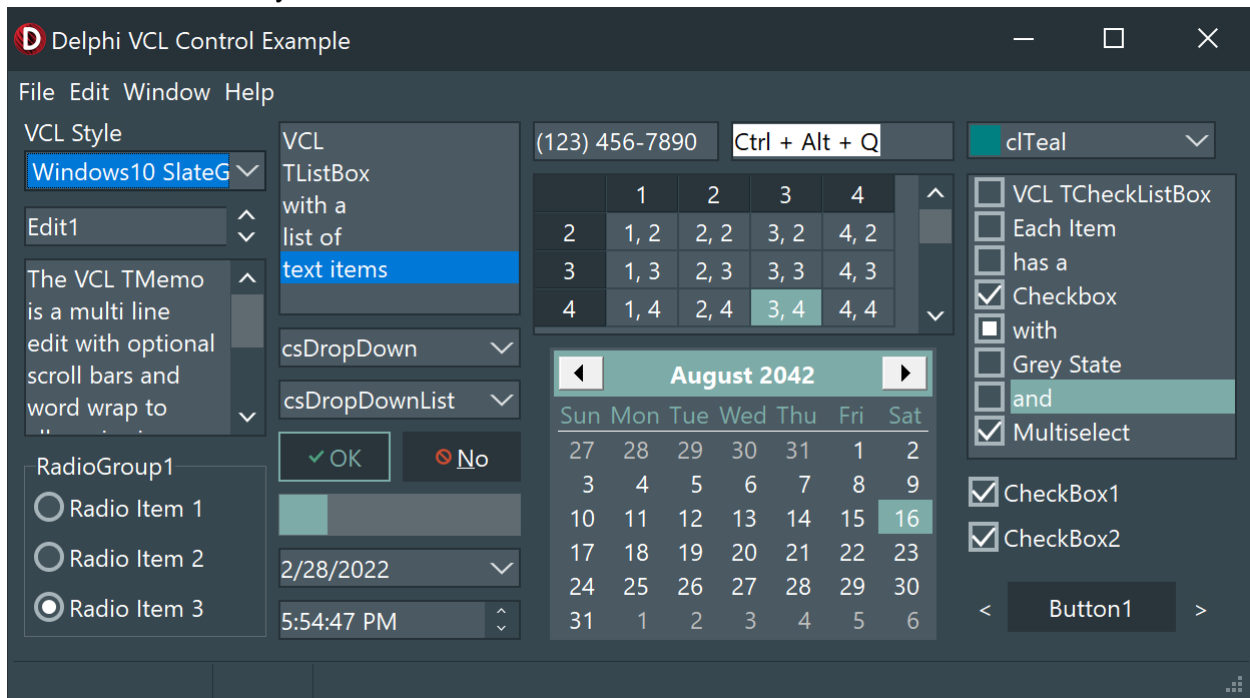 Delphi VCL Control Example
File Edit Window Help
VCL Style
Windows10 SlateG
Edit1
The VCL TMemo
is a multi line
edit with optional
scroll bars and
word wrap to
RadioGroup1
Radio Item 1
Radio Item 2
Radio Item 3
VCL
TListBox
with a
list of
text items
csDropDown
csDropDownList
OK No
2/28/2022
5:54:47 PM
(123) 456-7890
Ctrl + Alt + Q
1 2 3 4
2 1, 2 2, 2 3, 2 4, 2
3 1, 3 2, 3 3, 3 4, 3
4 1, 4 2, 4 3, 4 4, 4
August 2042
Sun Mon Tue Wed Thu Fri Sat
27 28 29 30 31 1 2
3 4 5 6 7 8 9
10 11 12 13 14 15 16
17 18 19 20 21 22 23
24 25 26 27 28 29 30
31 1 2 3 4 5 6
clTeal
VCL TCheckListBox
Each Item
has a
Checkbox
with
Grey State
and
Multiselect
CheckBox1
CheckBox2
< Button1 >